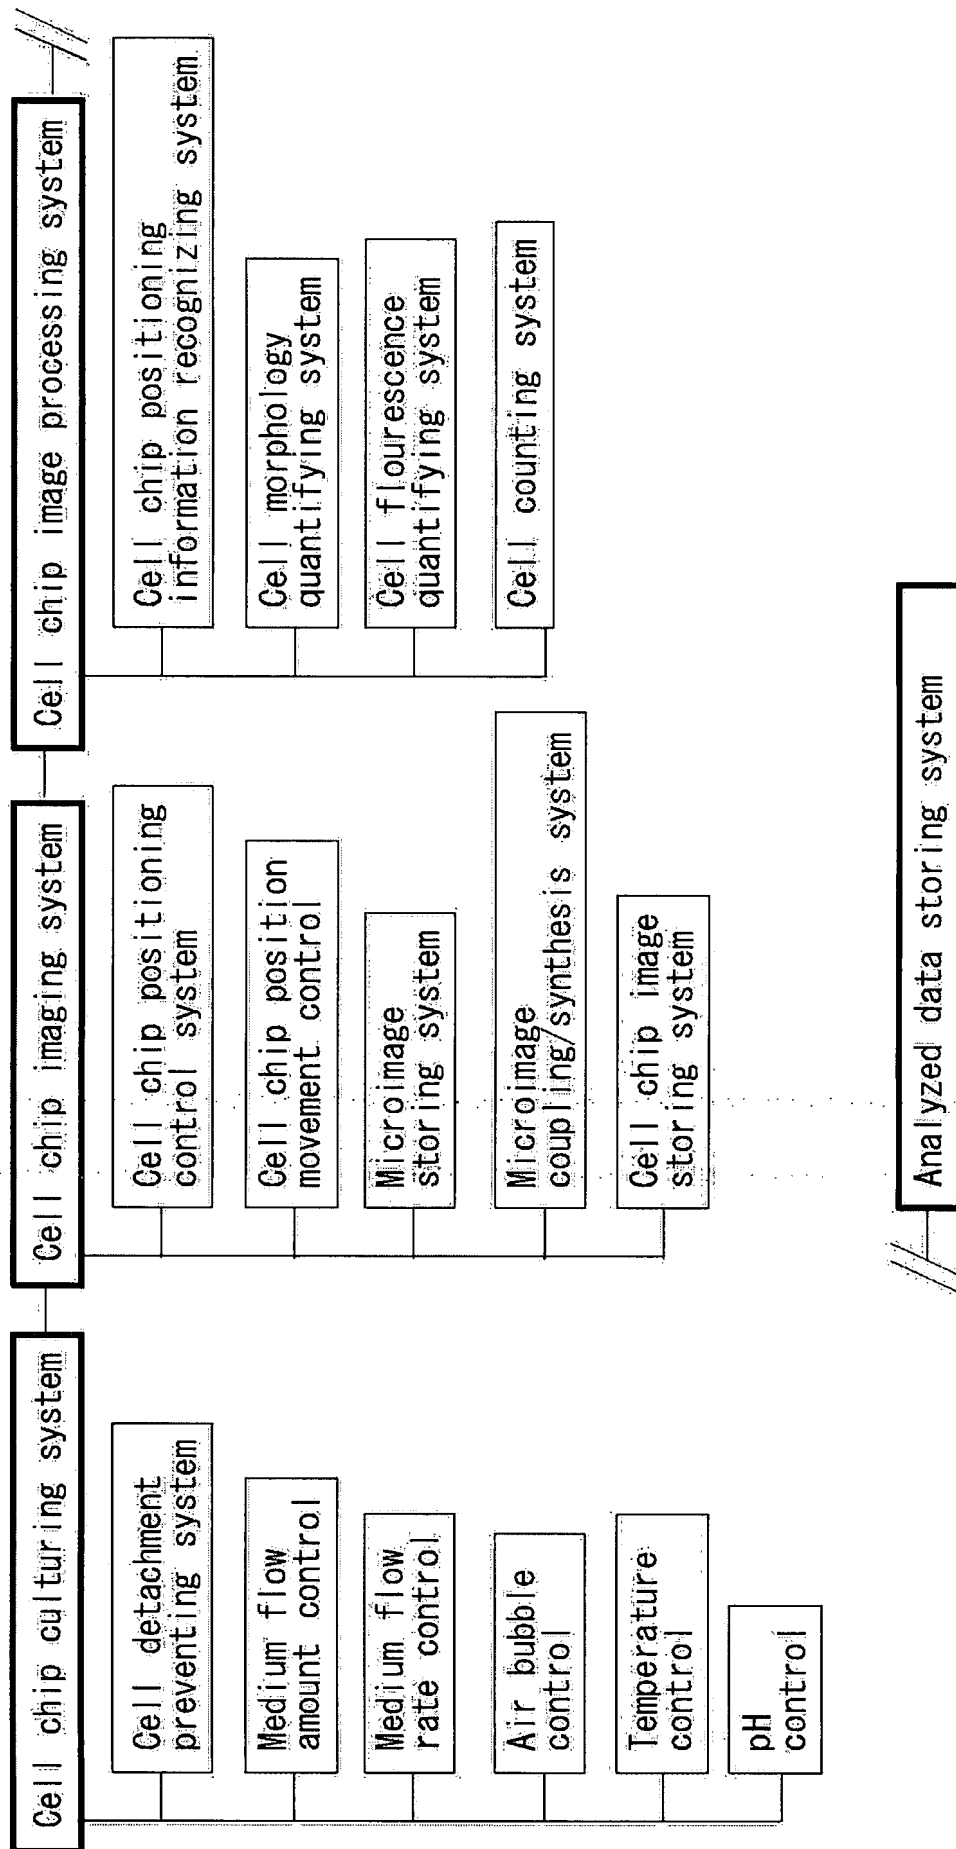 Cell chip culturing system
Cell detachment
preventing system
Medium flow
amount control
Medium flow
rate control
Air bubble
control
Temperature
control
pH
control
Cell chip imaging system
Cell chip positioning
control system
Cell chip position
movement control
Microimage
storing system
Microimage
coupling/synthesis system
Cell chip image
storing system
Cell chip image processing system
Cell chip positioning
information recognizing system
Cell morphology
quantifying system
Cell flourescence
quantifying system
Cell counting system
Analyzed data storing system